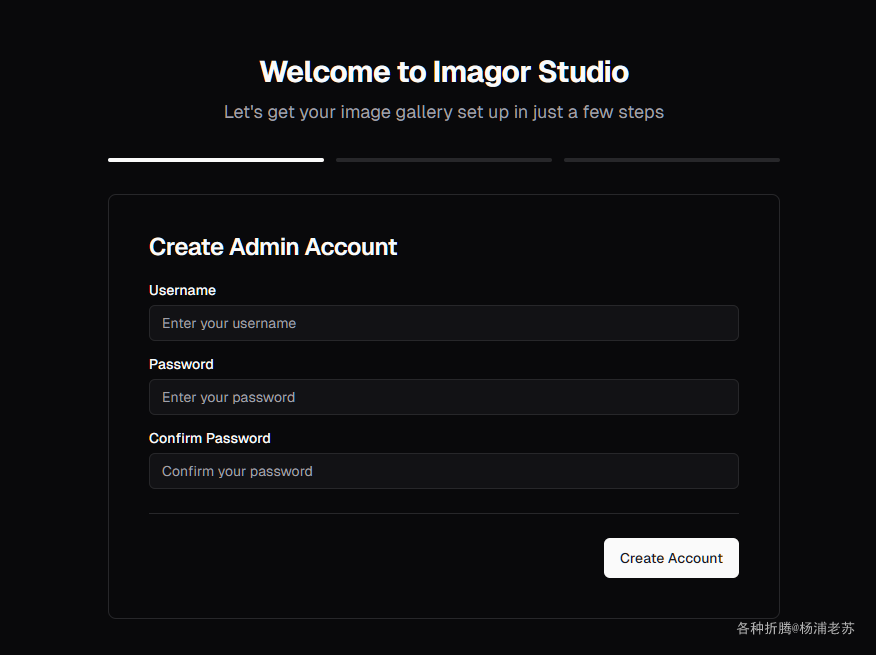 Welcome to Imagor Studio
Let's get your image gallery set up in just a few steps
Create Admin Account
Username
Enter your username
Password
Enter your password
Confirm Password
Confirm your password
Create Account
各种折腾@杨浦老苏